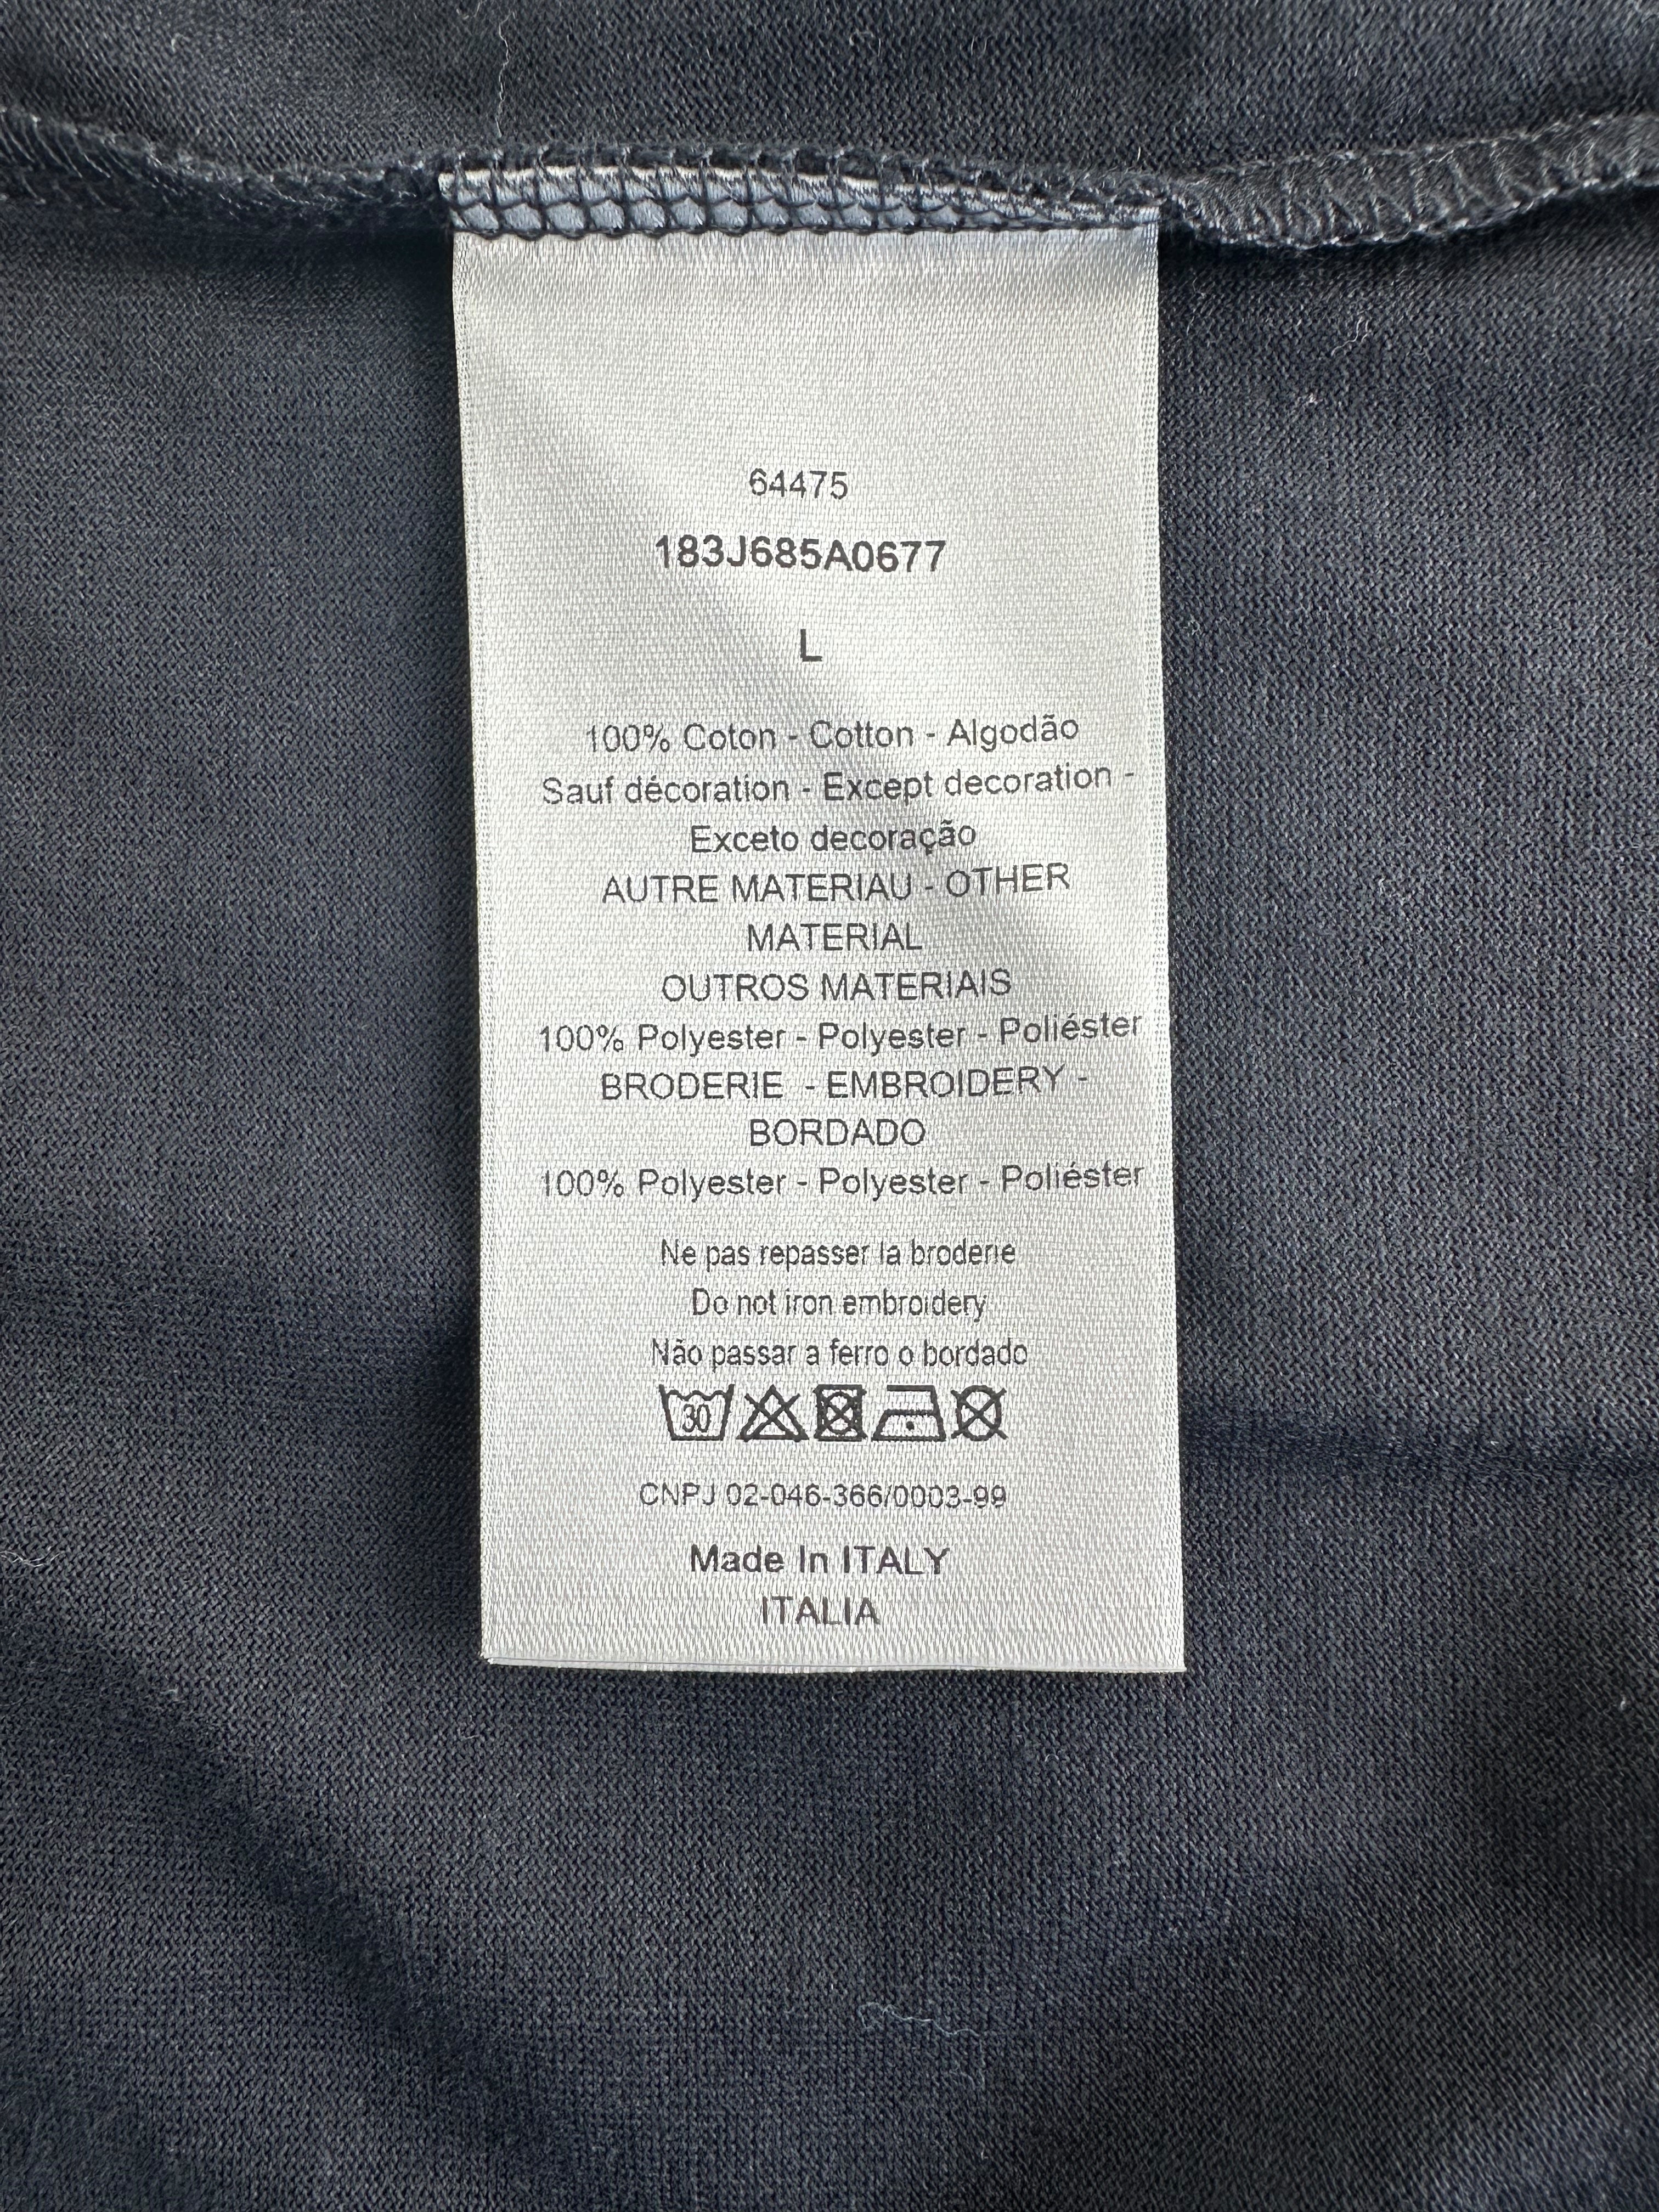 64475
183J685A0677
L
100% Coton - Cotton - Algodão
Sauf décoration - Except decoration -
Exceto decoração
AUTRE MATERIAU - OTHER
MATERIAL
OUTROS MATERIAIS
100% Polyester - Polyester - Poliéster
BRODERIE - EMBROIDERY -
BORDADO
100% Polyester - Polyester - Poliéster
Ne pas repasser la broderie
Do not iron embroidery
Não passar a ferro o bordado
30
CNPJ 02-046-366/0003-99
Made In ITALY
ITALIA